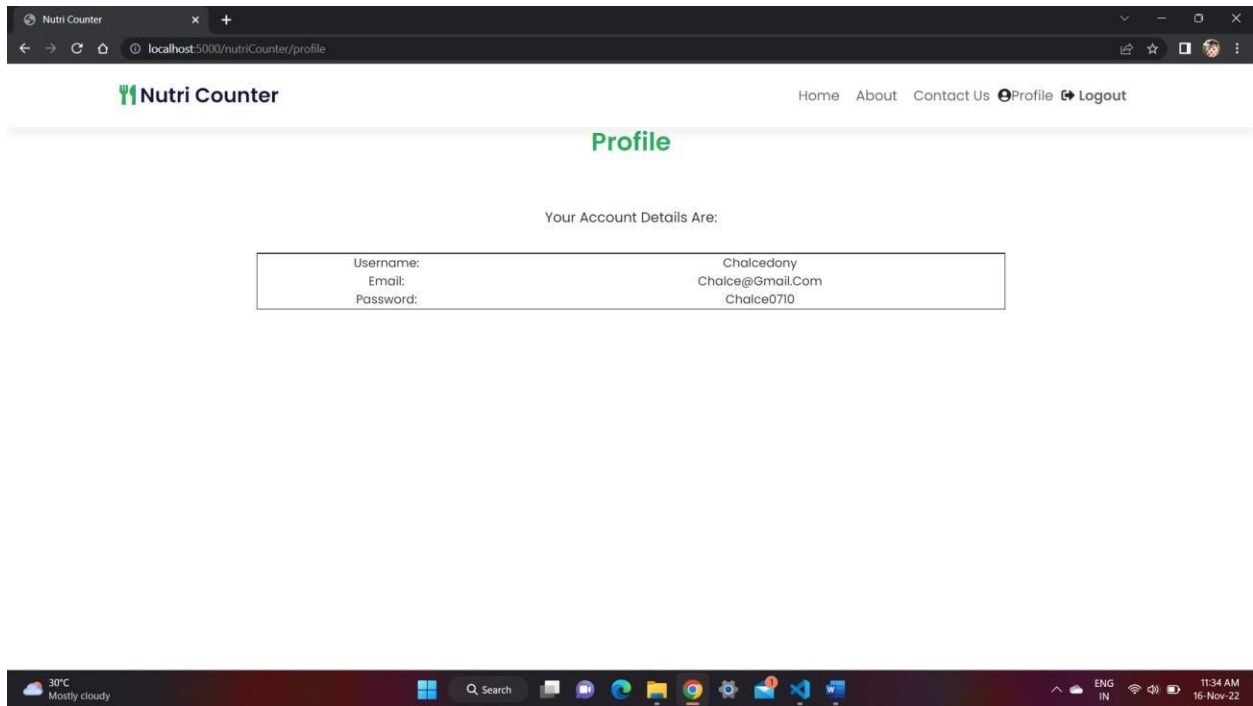 Nutri Counter
localhost:5000/nutriCounter/profile
Nutri Counter Home About Contact Us Profile Logout
Profile
Your Account Details Are:
Username: Chalcedony
Email: Chalce@Gmail.Com
Password: Chalce0710
30°C
Mostly cloudy
Search
1
ENG
IN
11:34 AM
16-Nov-22